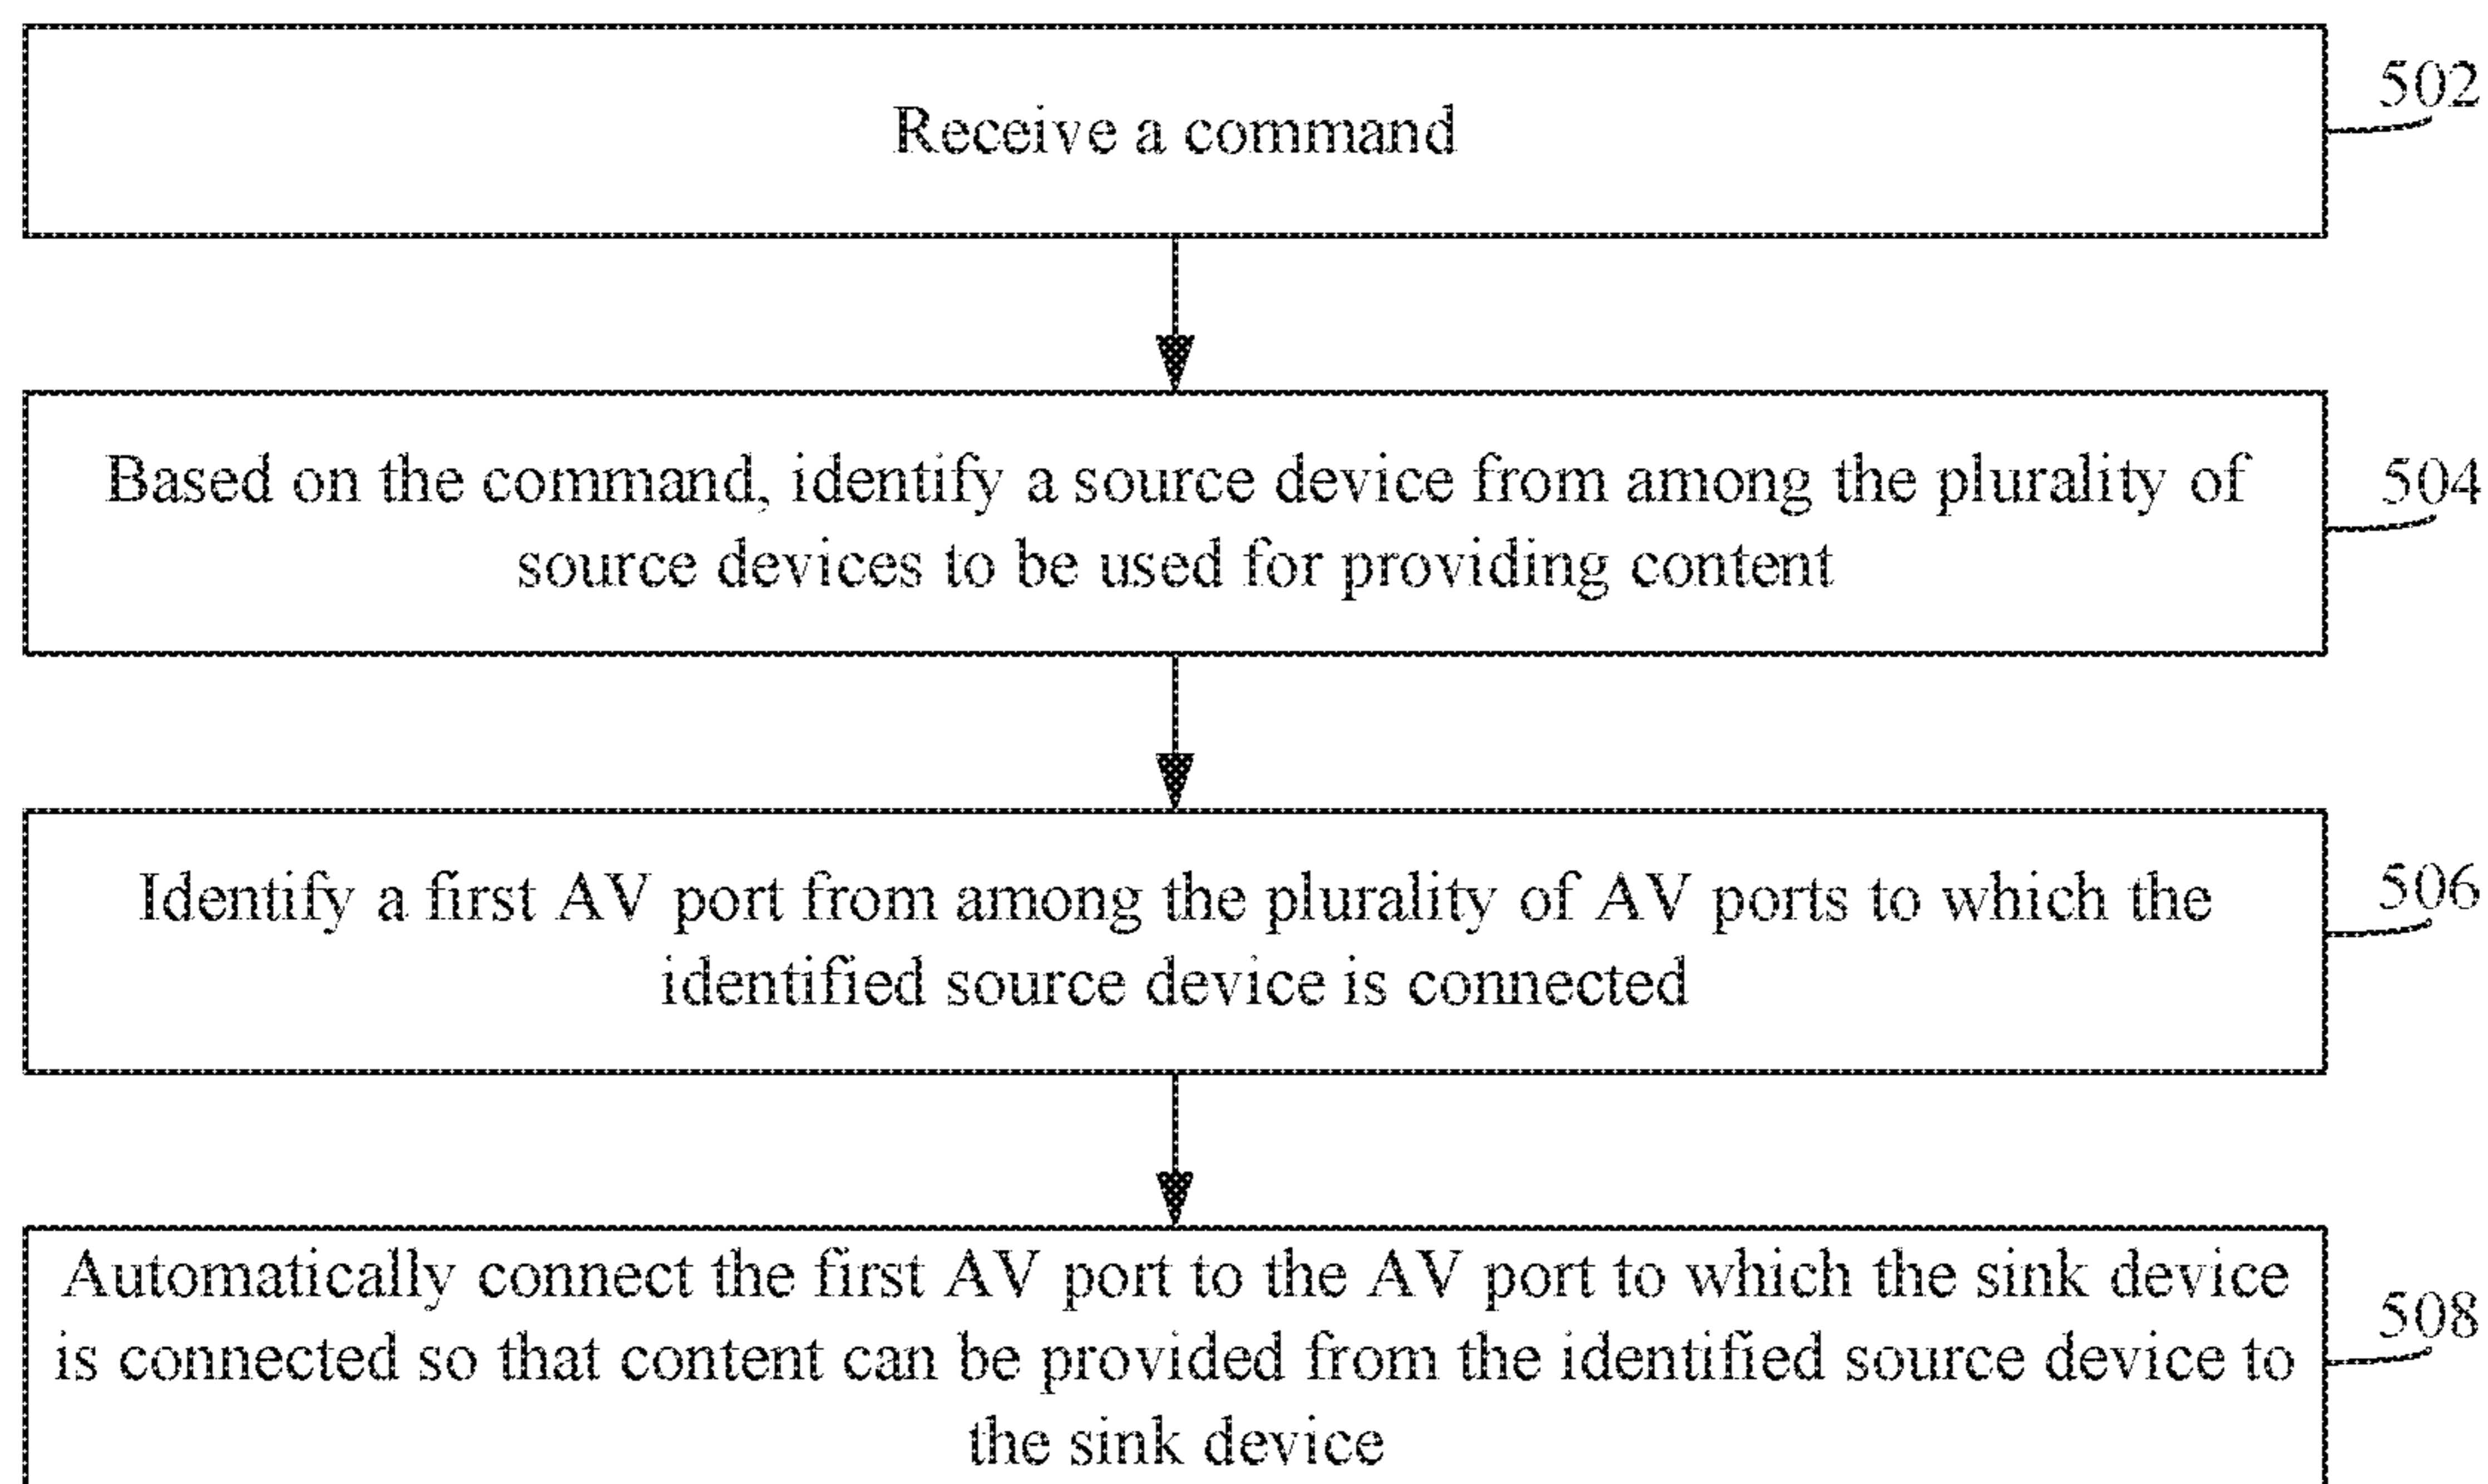 Receive a command
502
Based on the command, identify a source device from among the plurality of
source devices to be used for providing content
504
Identify a first AV port from among the plurality of AV ports to which the
identified source device is connected
506
Automatically connect the first AV port to the AV port to which the sink device
is connected so that content can be provided from the identified source device to
the sink device
508